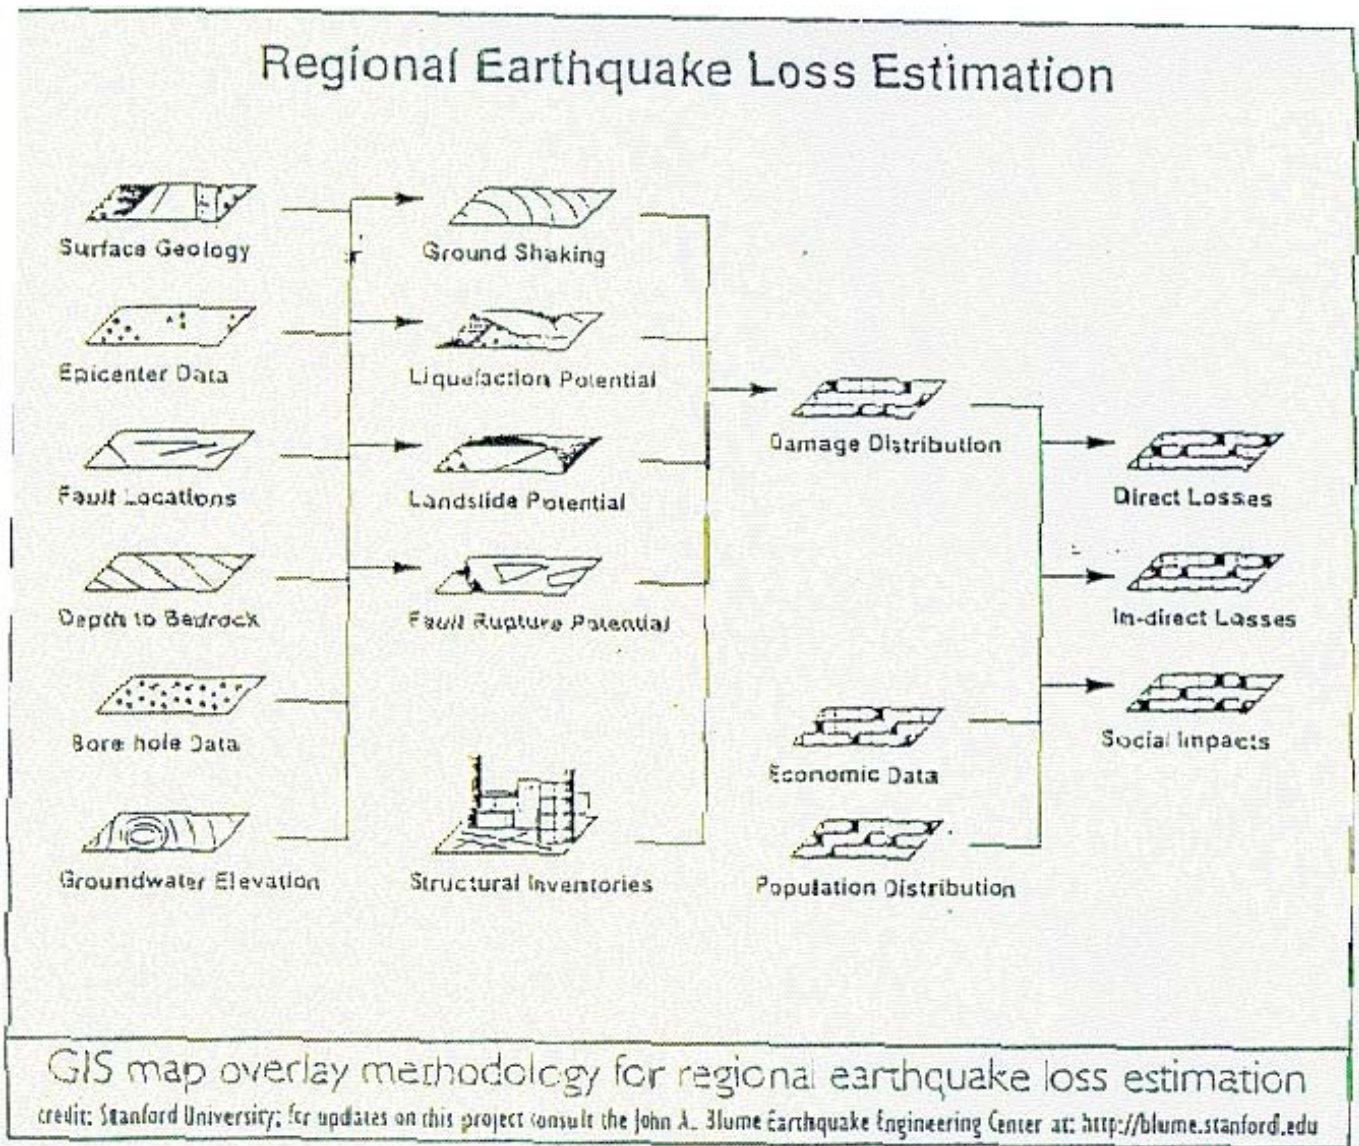 Regional Earthquake Loss Estimation
Surface Geology
Ground Shaking
Epicenter Data
Liquefaction Potential
Damage Distribution
Fault Locations
Landslide Potential
Direct Losses
Depth to Bedrock
Fault Rupture Potential
In-direct Losses
Bore hole Data
Economic Data
Social Impacts
Groundwater Elevation
Structural Inventories
Population Distribution
GIS map overlay methodology for regional earthquake loss estimation
credit: Stanford University; for updates on this project consult the John A. Blume Earthquake Engineering Center at: http://blume.stanford.edu